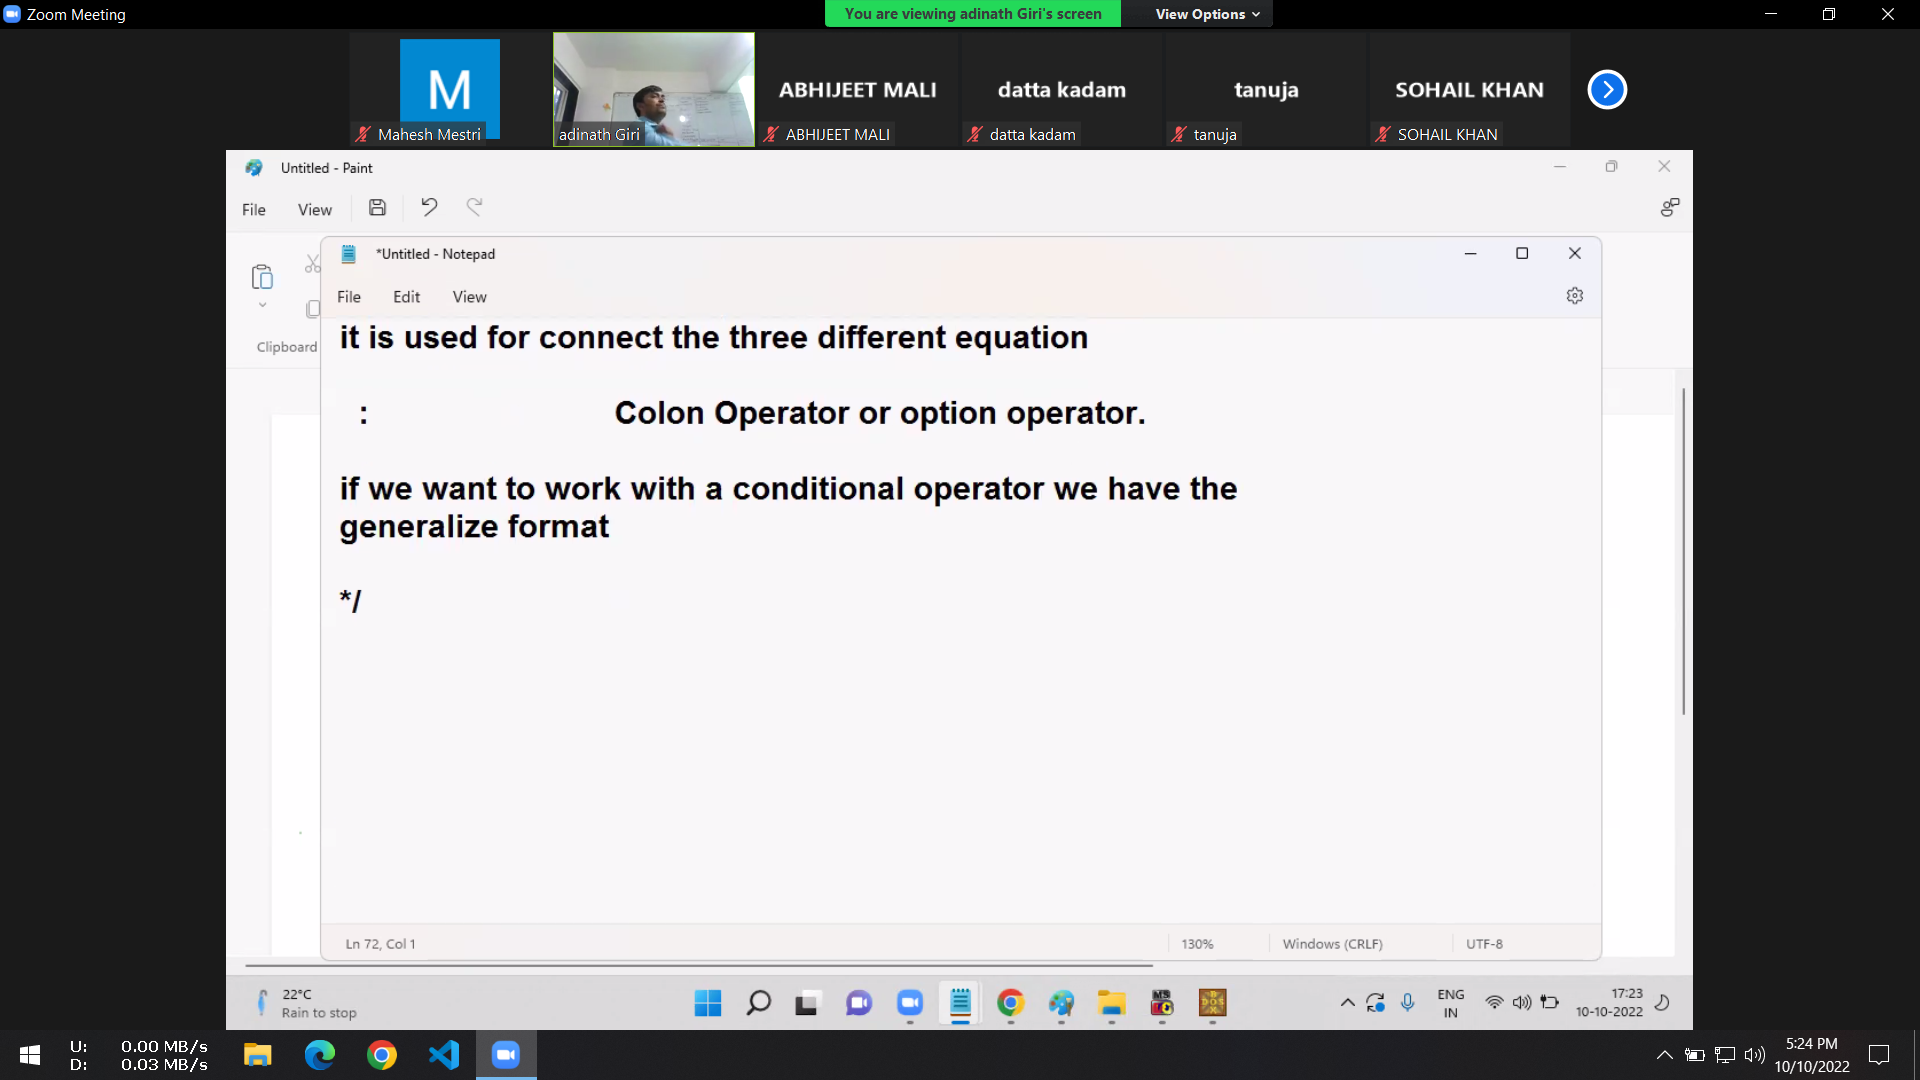 Zoom Meeting
You are viewing adinath Giri's screen
View Options
M
ABHIJEET MALI
datta kadam
tanuja
SOHAIL KHAN
Mahesh Mestri
adinath Giri
ABHIJEET MALI
datta kadam
tanuja
SOHAIL KHAN
Untitled - Paint
File View
*Untitled - Notepad
File Edit View
Clipboard
it is used for connect the three different equation
: Colon Operator or option operator.
if we want to work with a conditional operator we have the
generalize format
*/
Ln 72, Col 1
130%
Windows (CRLF)
UTF-8
22°C
Rain to stop
ENG
IN
17:23
10-10-2022
U: 0.00 MB/s
D: 0.03 MB/s
5:24 PM
10/10/2022